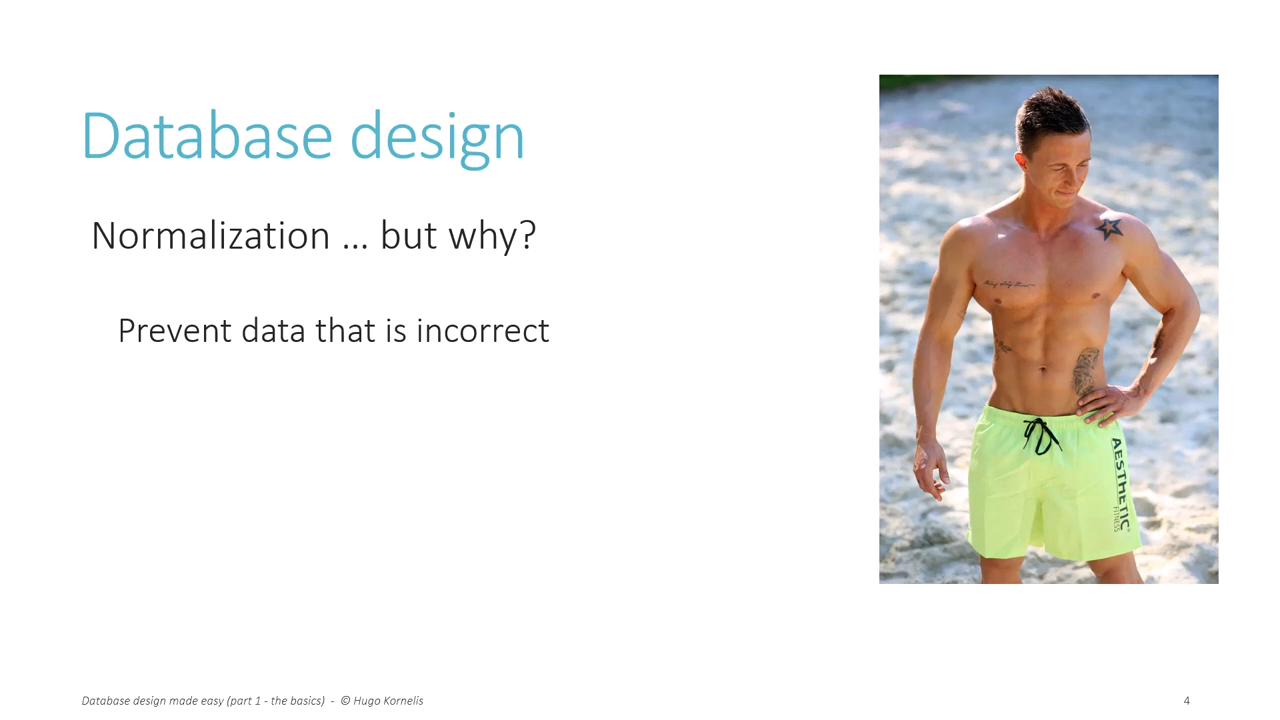 Database design
Normalization ... but why?
Prevent data that is incorrect
AESTHETIC
FITNESS
Database design made easy (part 1 - the basics) - © Hugo Kornelis
4